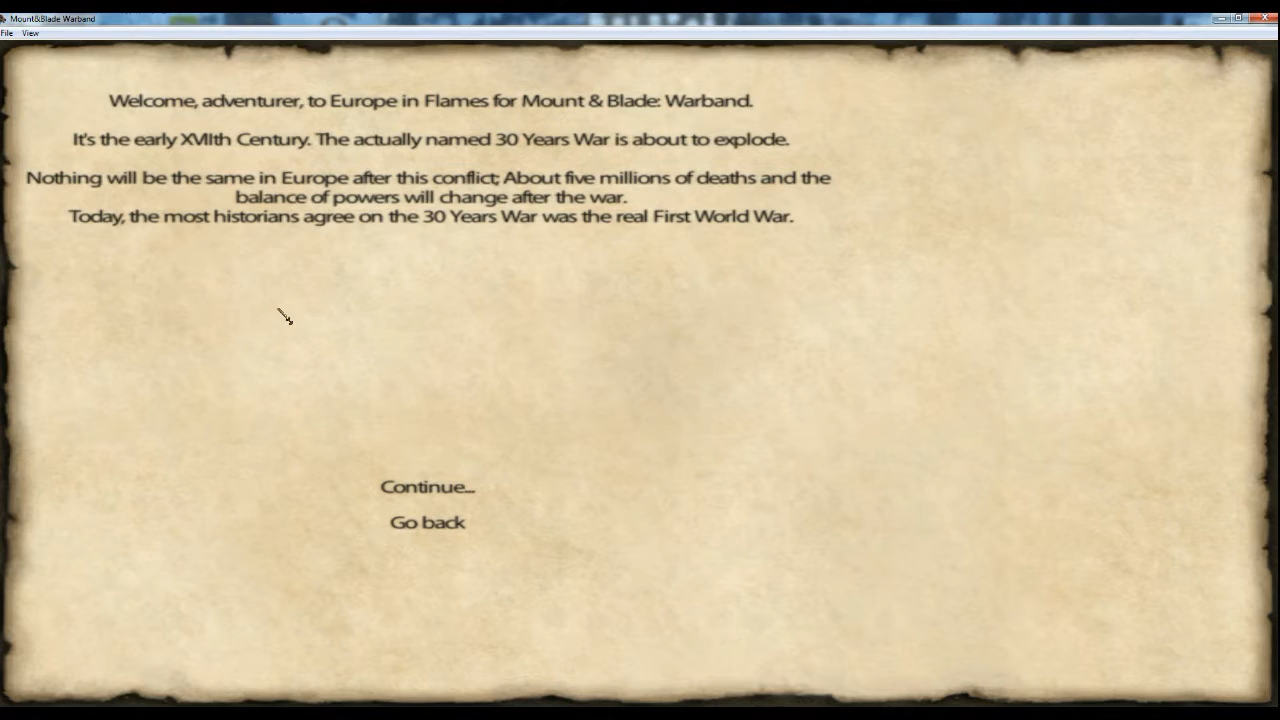 Mount&Blade Warband
File View
Welcome, adventurer, to Europe in Flames for Mount & Blade: Warband.
It's the early XVIIth Century. The actually named 30 Years War is about to explode.
Nothing will be the same in Europe after this conflict; About five millions of deaths and the
balance of powers will change after the war.
Today, the most historians agree on the 30 Years War was the real First World War.
Continue...
Go back